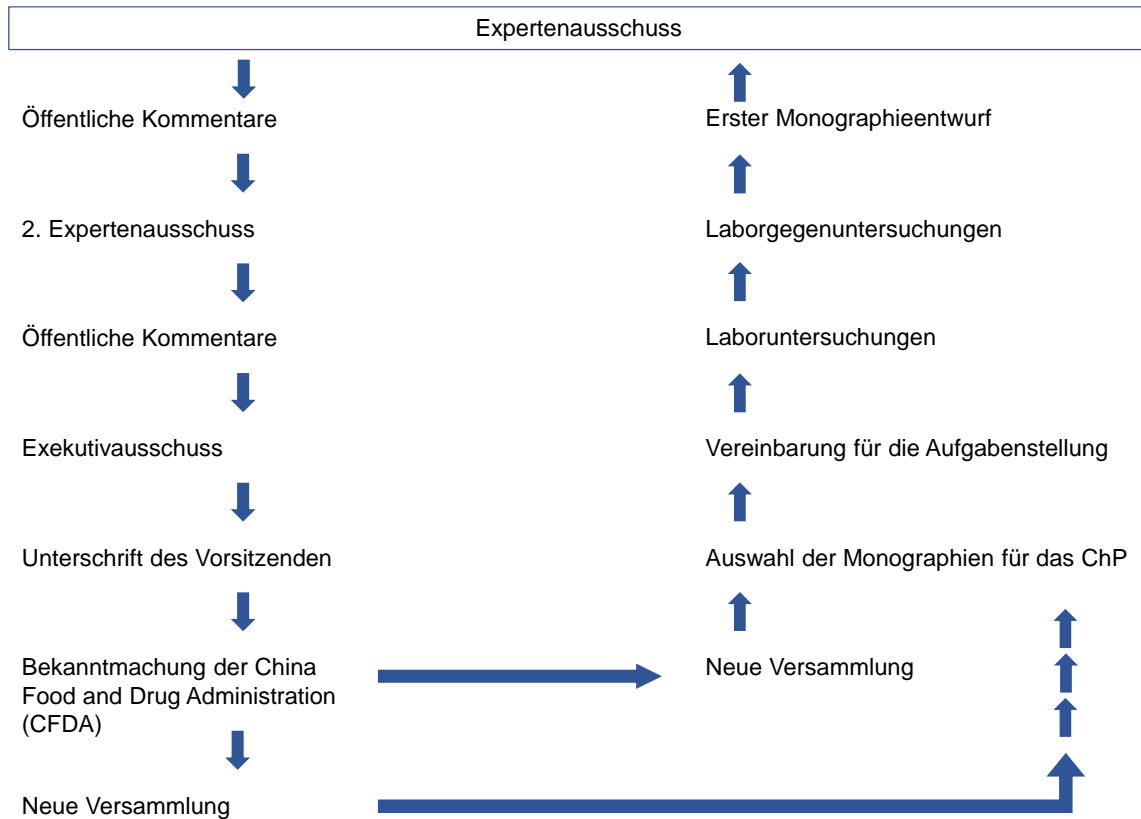 Expertenausschuss
Öffentliche Kommentare
Erster Monographieentwurf
2. Expertenausschuss
Laborgegenuntersuchungen
Öffentliche Kommentare
Laboruntersuchungen
Exekutivausschuss
Vereinbarung für die Aufgabenstellung
Unterschrift des Vorsitzenden
Auswahl der Monographien für das ChP
Bekanntmachung der China
Food and Drug Administration
(CFDA)
Neue Versammlung
Neue Versammlung